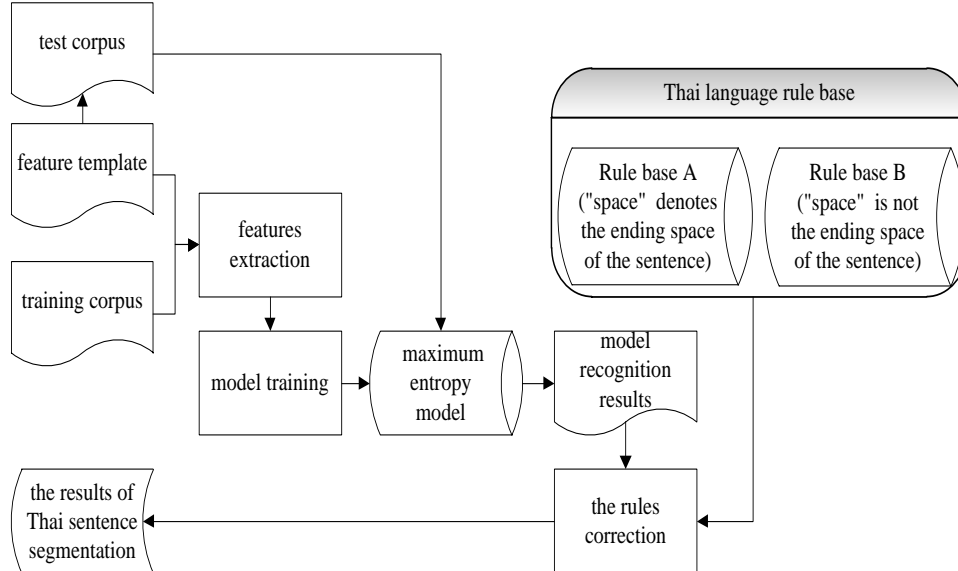 test corpus
feature template
training corpus
features
extraction
model training
maximum
entropy
model
model
recognition
results
Thai language rule base
Rule base A
("space" denotes
the ending space
of the sentence)
Rule base B
("space" is not
the ending space
of the sentence)
the rules
correction
the results of
Thai sentence
segmentation